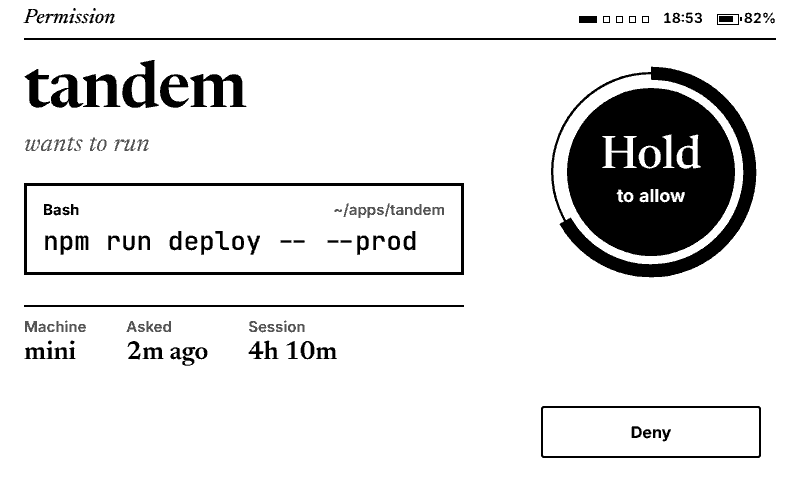 Permission
18:53 82%
tandem
wants to run
Bash ~/apps/tandem
npm run deploy -- --prod
Hold
to allow
Machine Asked Session
mini 2m ago 4h 10m
Deny